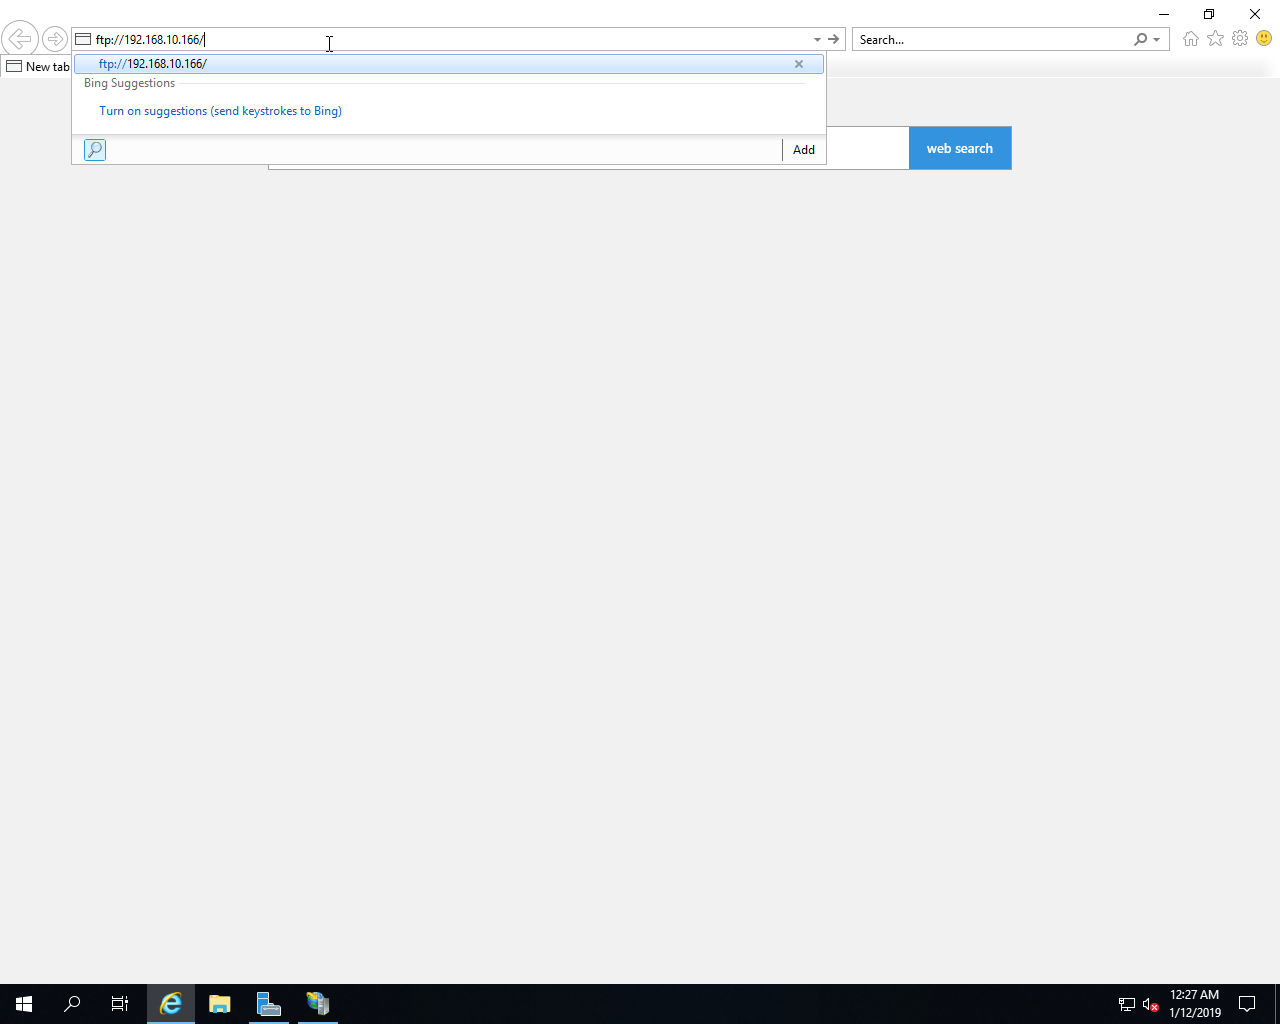 ftp://192.168.10.166/
Search...
New tab
ftp://192.168.10.166/
Bing Suggestions
Turn on suggestions (send keystrokes to Bing)
Add
web search
12:27 AM
1/12/2019